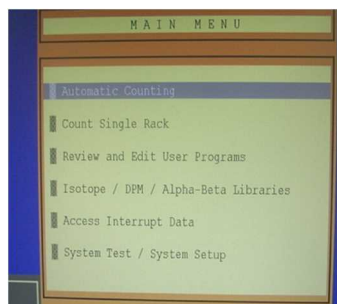 MAIN MENU
Automatic Counting
Count Single Rack
Review and Edit User Programs
Isotope / DPM / Alpha-Beta Libraries
Access Interrupt Data
System Test / System Setup